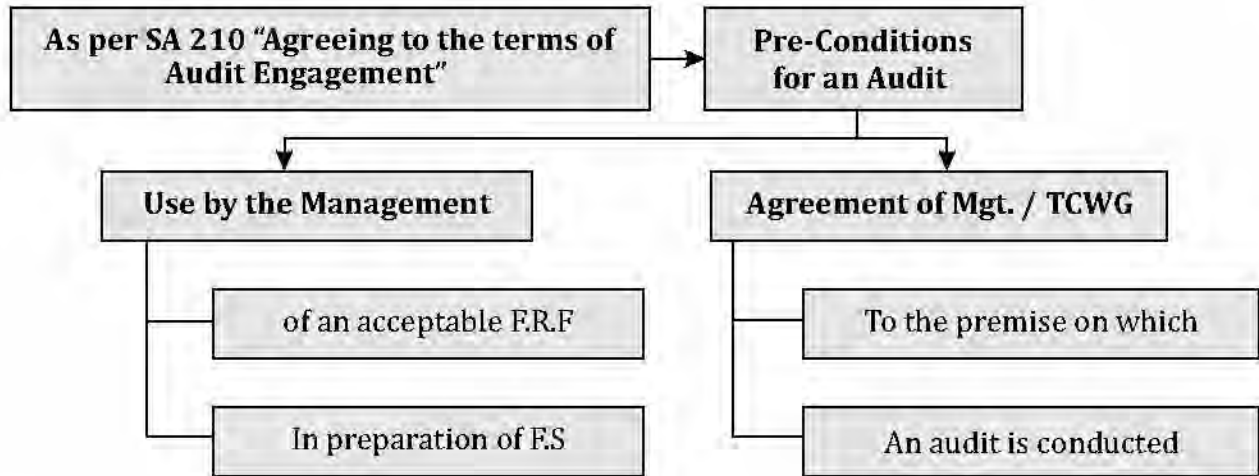 As per SA 210 “Agreeing to the terms of
Audit Engagement”
Pre-Conditions
for an Audit
Use by the Management
Agreement of Mgt. / TCWG
of an acceptable F.R.F
To the premise on which
In preparation of F.S
An audit is conducted